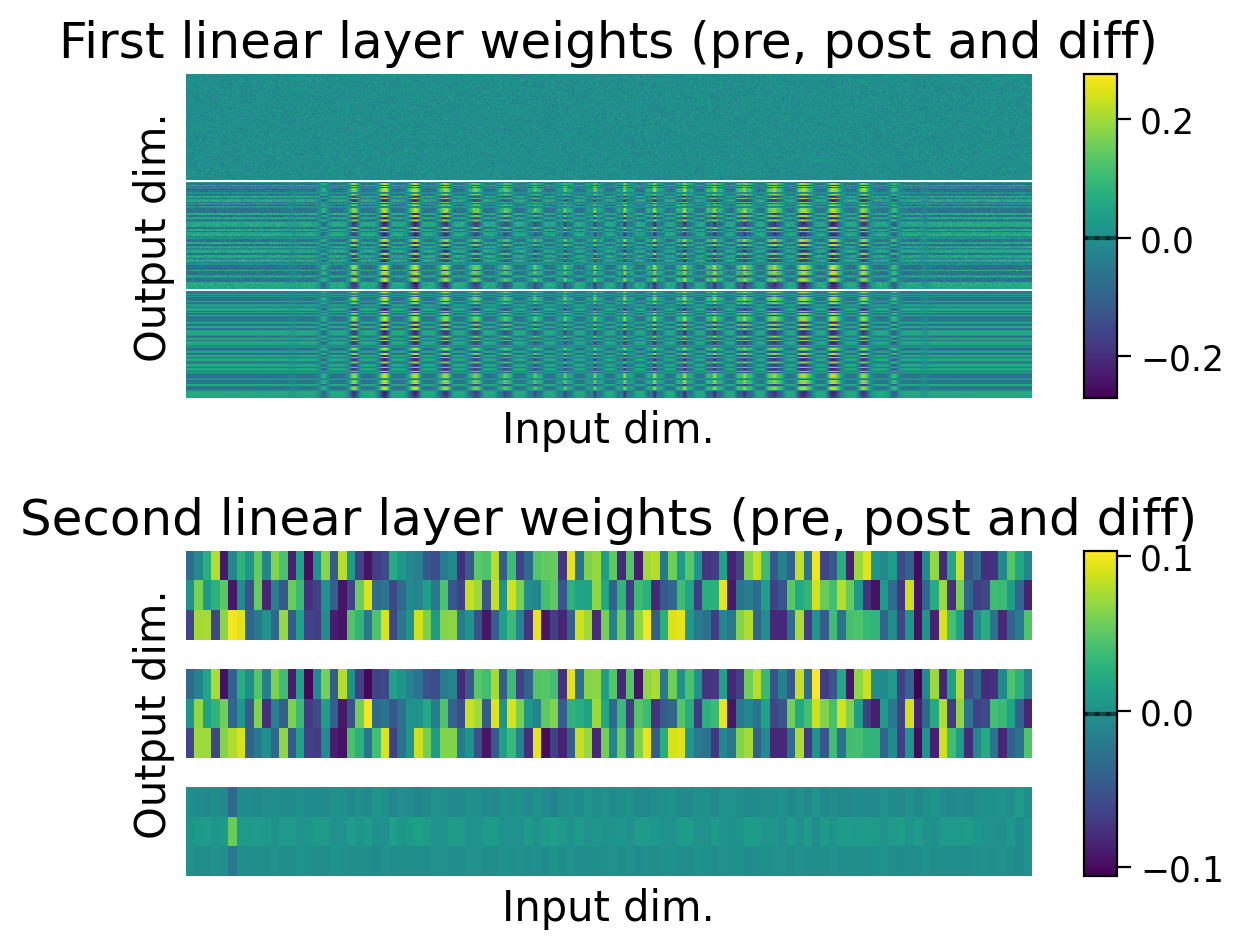 First linear layer weights (pre, post and diff)
Output dim.
0.2
0.0
−0.2
Input dim.
Second linear layer weights (pre, post and diff)
Output dim.
0.1
0.0
−0.1
Input dim.